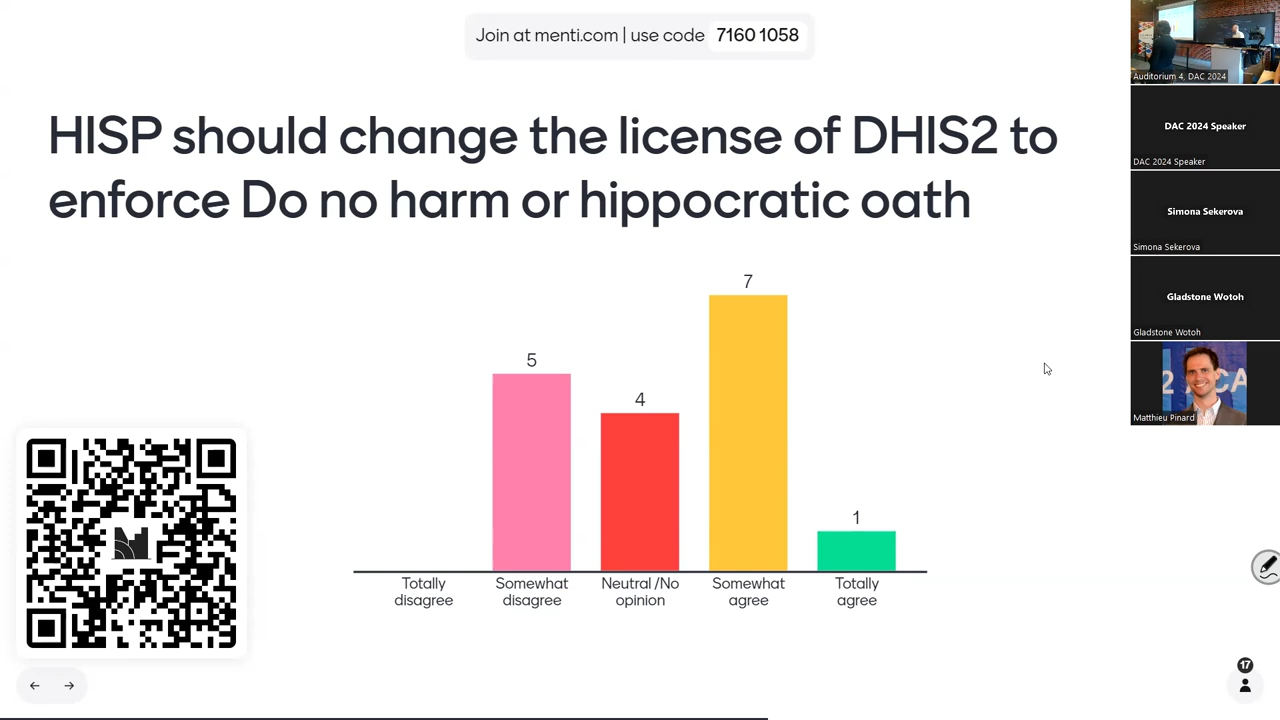 Join at menti.com | use code 7160 1058
HISP should change the license of DHIS2 to
enforce Do no harm or hippocratic oath
5
4
7
1
Totally
disagree
Somewhat
disagree
Neutral /No
opinion
Somewhat
agree
Totally
agree
17
Auditorium 4, DAC 2024
DAC 2024 Speaker
DAC 2024 Speaker
Simona Sekerova
Simona Sekerova
Gladstone Wotoh
Gladstone Wotoh
2 ACA
Matthieu Pinard